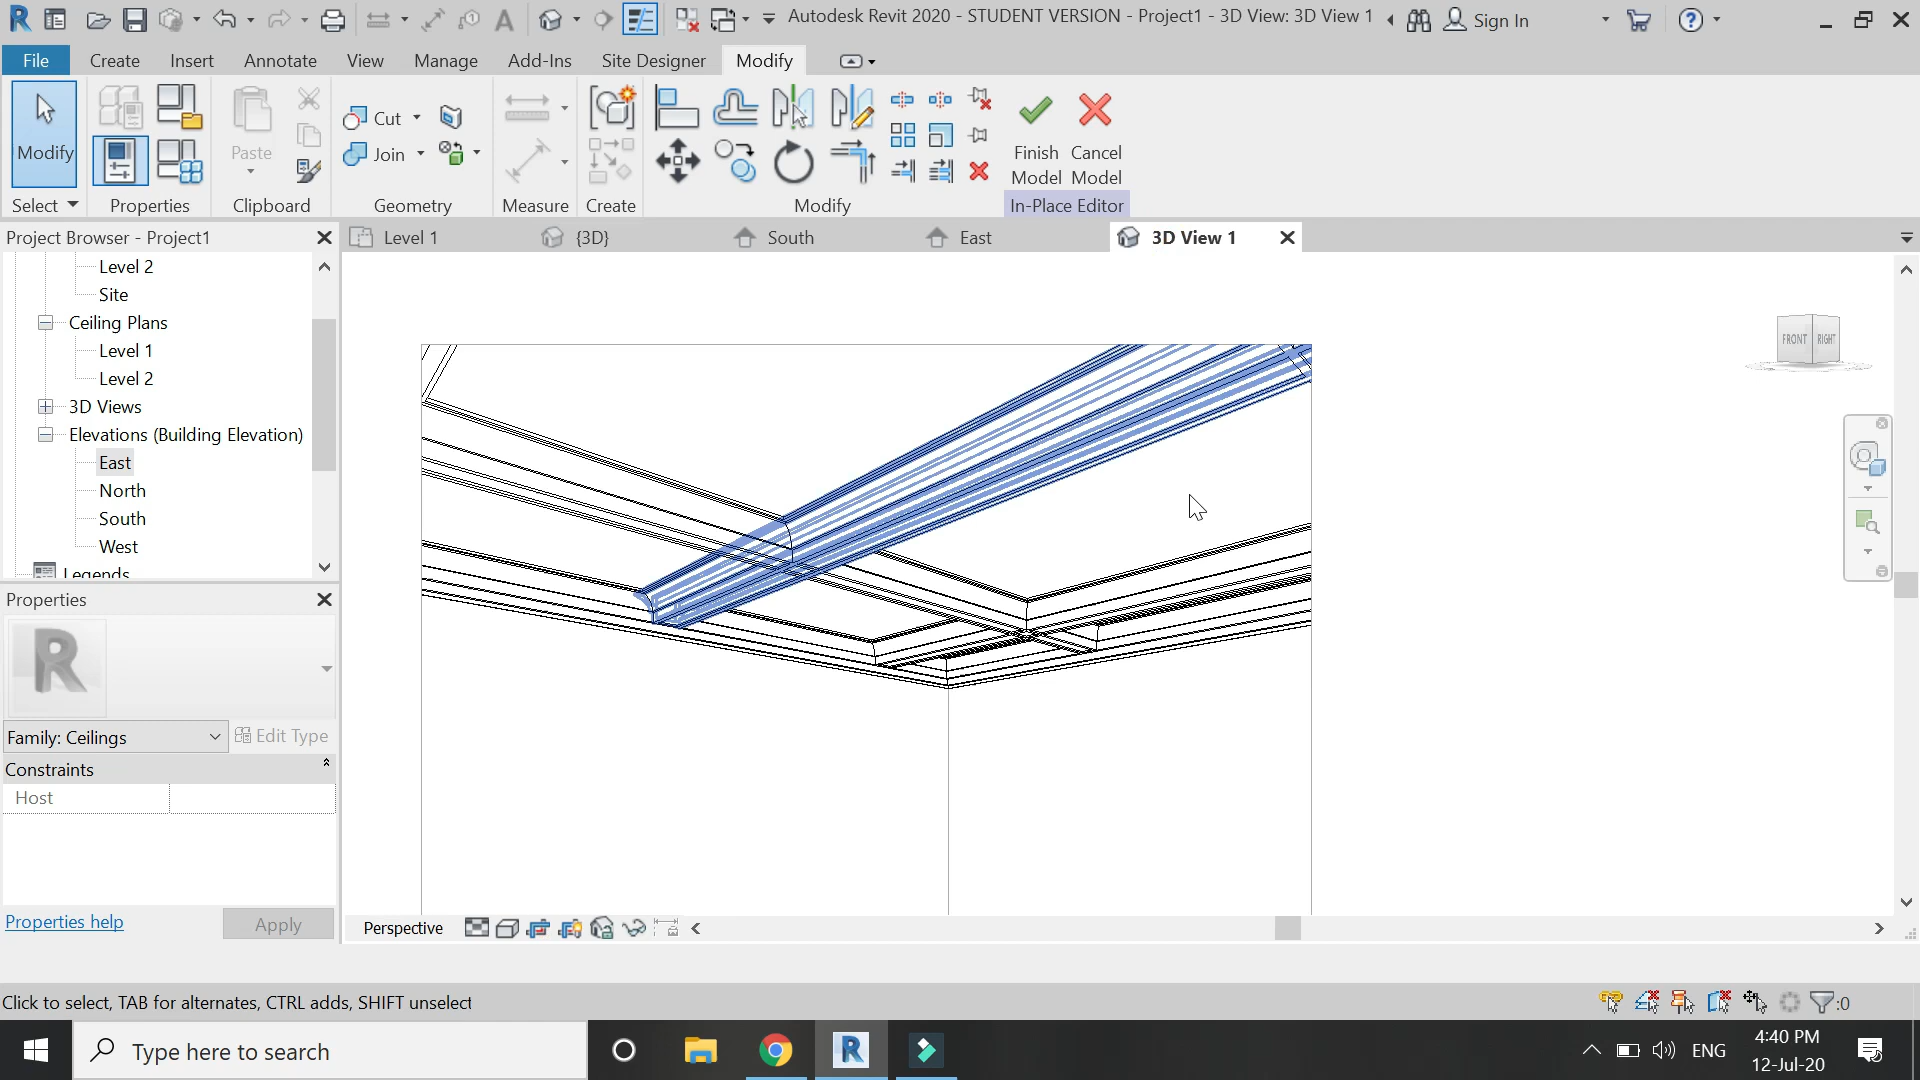 Autodesk Revit 2020 - STUDENT VERSION - Project1 - 3D View: 3D View 1
Sign In
File
Create
Insert
Annotate
View
Manage
Add-Ins
Site Designer
Modify
Modify
Paste
Cut
Join
Finish
Model
Cancel
Model
Select
Properties
Clipboard
Geometry
Measure
Create
Modify
In-Place Editor
Project Browser - Project1
Level 1
{3D}
South
East
3D View 1
Level 2
Site
Ceiling Plans
Level 1
Level 2
3D Views
Elevations (Building Elevation)
East
North
South
West
Legends
FRONT
RIGHT
Properties
R
Family: Ceilings
Edit Type
Constraints
Host
Properties help
Apply
Perspective
Click to select, TAB for alternates, CTRL adds, SHIFT unselect
:0
Type here to search
ENG
4:40 PM
12-Jul-20